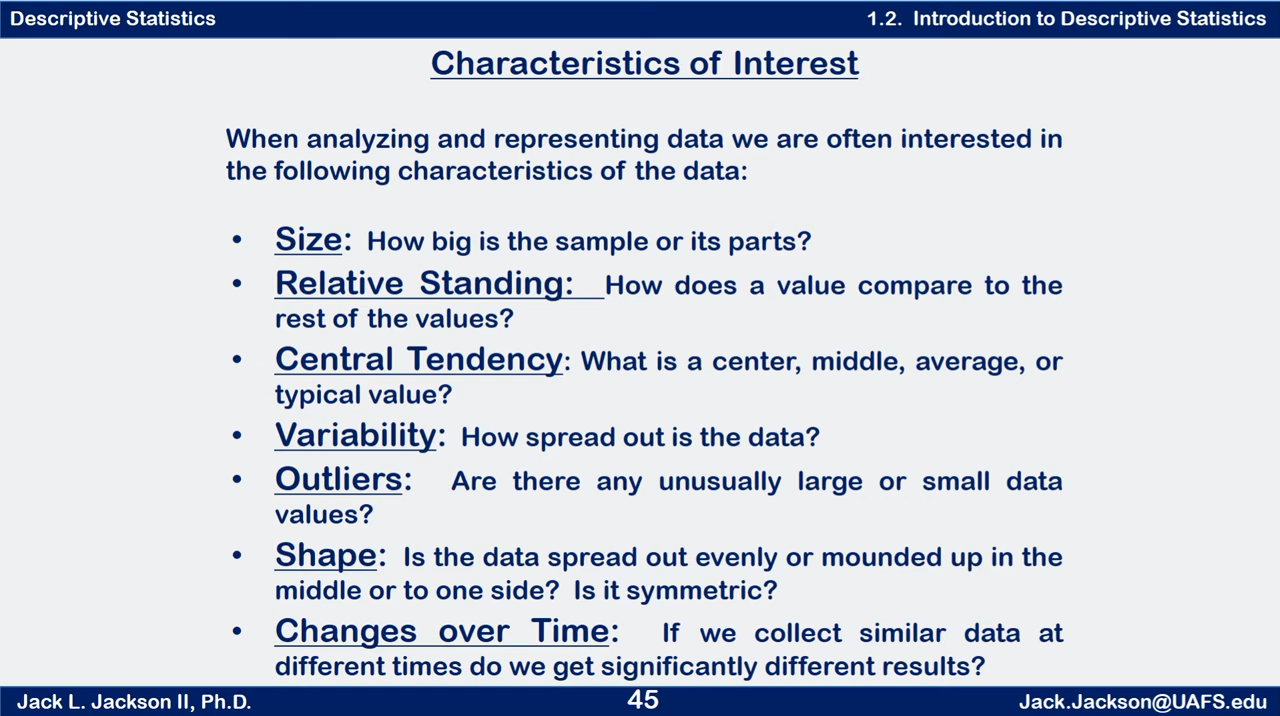 Descriptive Statistics
1.2. Introduction to Descriptive Statistics
Characteristics of Interest
When analyzing and representing data we are often interested in
the following characteristics of the data:
• Size: How big is the sample or its parts?
• Relative Standing: How does a value compare to the
rest of the values?
• Central Tendency: What is a center, middle, average, or
typical value?
• Variability: How spread out is the data?
• Outliers: Are there any unusually large or small data
values?
• Shape: Is the data spread out evenly or mounded up in the
middle or to one side? Is it symmetric?
• Changes over Time: If we collect similar data at
different times do we get significantly different results?
Jack L. Jackson II, Ph.D.
45
Jack.Jackson@UAFS.edu